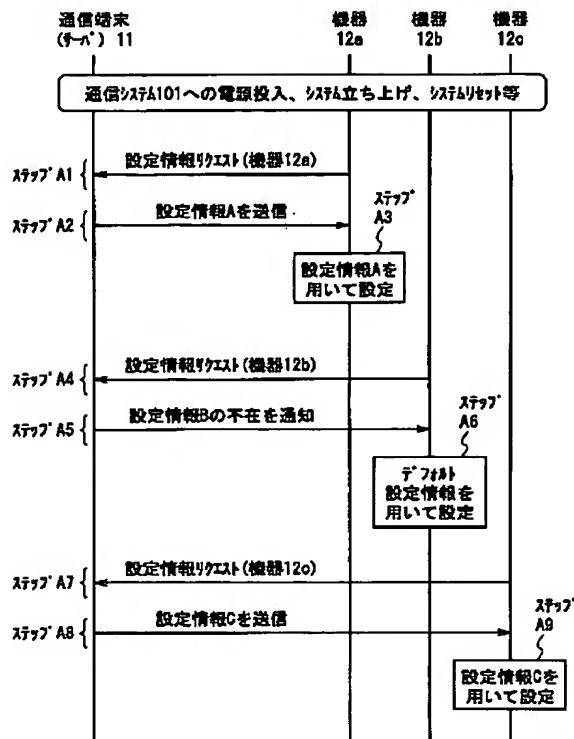 通信端末
(ｻｰﾊﾞ) 11
機器
12a
機器
12b
機器
12c
通信ｼｽﾃﾑ101への電源投入、ｼｽﾃﾑ立ち上げ、ｼｽﾃﾑﾘｾｯﾄ等
ｽﾃｯﾌﾟA1
設定情報ﾘｸｴｽﾄ(機器12a)
ｽﾃｯﾌﾟA2
設定情報Aを送信
ｽﾃｯﾌﾟ
A3
設定情報Aを
用いて設定
ｽﾃｯﾌﾟA4
設定情報ﾘｸｴｽﾄ(機器12b)
ｽﾃｯﾌﾟA5
設定情報Bの不在を通知
ｽﾃｯﾌﾟ
A6
ﾃﾞﾌｫﾙﾄ
設定情報を
用いて設定
ｽﾃｯﾌﾟA7
設定情報ﾘｸｴｽﾄ(機器12c)
ｽﾃｯﾌﾟA8
設定情報Cを送信
ｽﾃｯﾌﾟ
A9
設定情報Cを
用いて設定